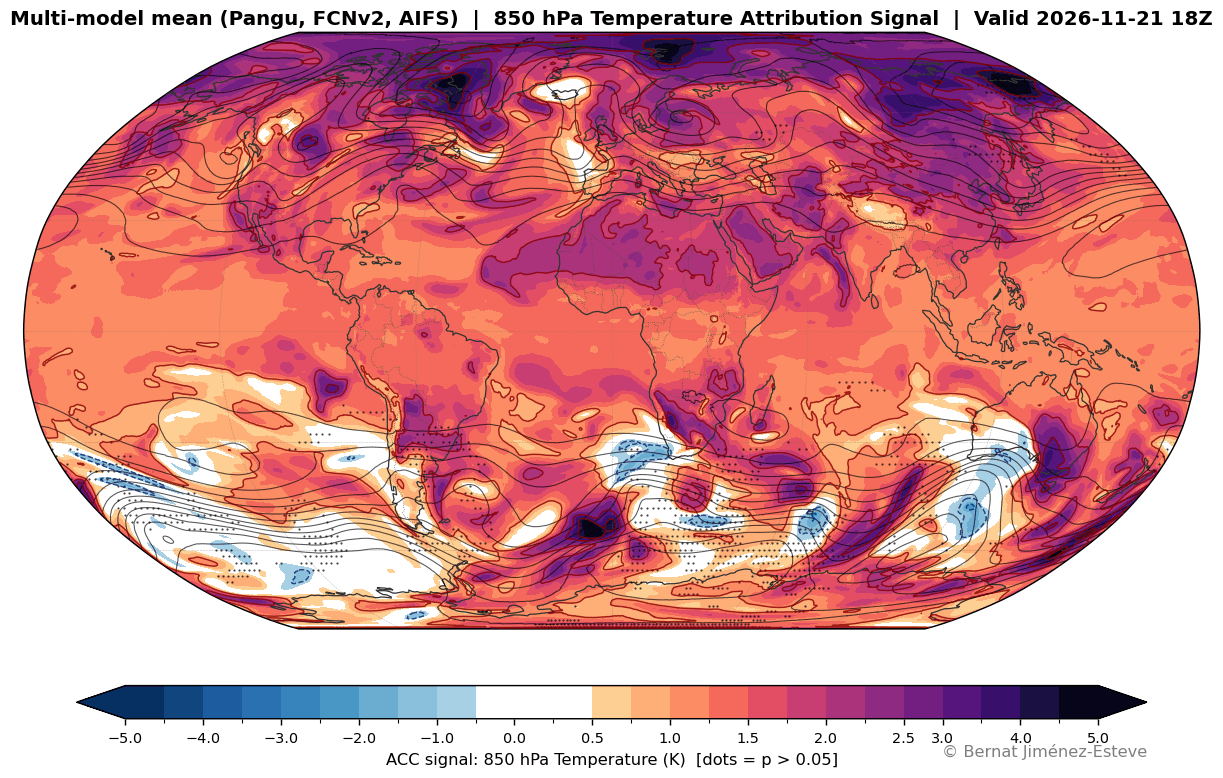 Multi-model mean (Pangu, FCNv2, AIFS)  |  850 hPa Temperature Attribution Signal  |  Valid 2026-11-21 18Z
−5.0 −4.0 −3.0 −2.0 −1.0 0.0 0.5 1.0 1.5 2.0 2.5 3.0 4.0 5.0
ACC signal: 850 hPa Temperature (K)  [dots = p > 0.05]
© Bernat Jiménez-Esteve